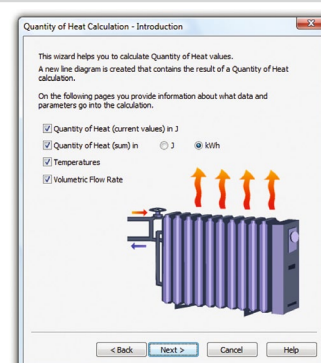 Quantity of Heat Calculation - Introduction
This wizard helps you to calculate Quantity of Heat values.
A new line diagram is created that contains the result of a Quantity of Heat
calculation.
On the following pages you provide information about what data and
parameters go into the calculation.
Quantity of Heat (current values) in J
Quantity of Heat (sum) in J kWh
Temperatures
Volumetric Flow Rate
< Back Next > Cancel Help